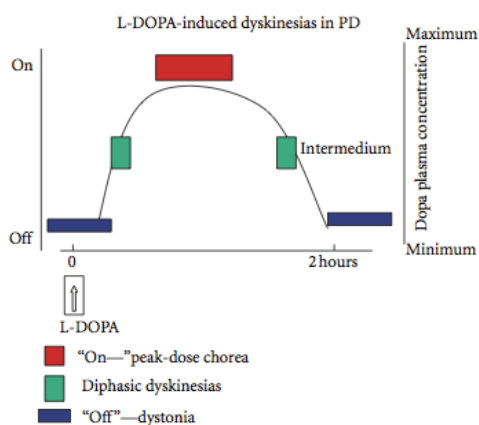 L-DOPA-induced dyskinesias in PD
Maximum
On
Intermedium
Dopa plasma concentration
Off
Minimum
0
2 hours
L-DOPA
“On—”peak-dose chorea
Diphasic dyskinesias
“Off”—dystonia